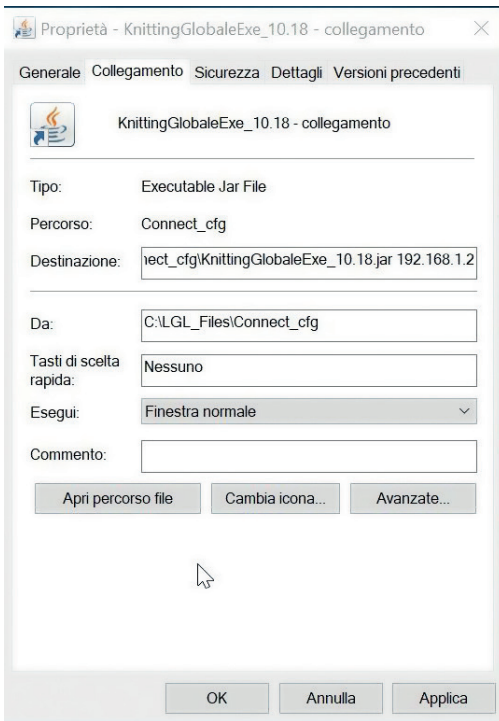 Proprietà - KnittingGlobaleExe_10.18 - collegamento
Generale Collegamento Sicurezza Dettagli Versioni precedenti
KnittingGlobaleExe_10.18 - collegamento
Tipo: Executable Jar File
Percorso: Connect_cfg
Destinazione: nect_cfg\KnittingGlobaleExe_10.18.jar 192.168.1.2
Da: C:\LGL_Files\Connect_cfg
Tasti di scelta
rapida: Nessuno
Esegui: Finestra normale
Commento:
Apri percorso file Cambia icona... Avanzate...
OK Annulla Applica